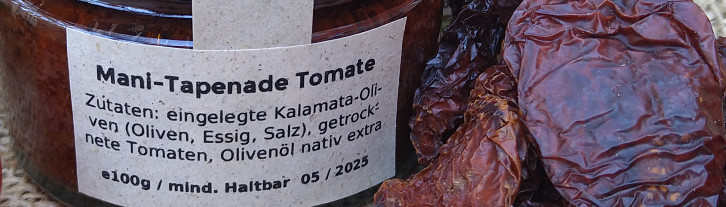 Mani-Tapenade Tomate
Zutaten: eingelegte Kalamata-Oli-
ven (Oliven, Essig, Salz), getrock-
nete Tomaten, Olivenöl nativ extra
e100g / mind. Haltbar 05 / 2025